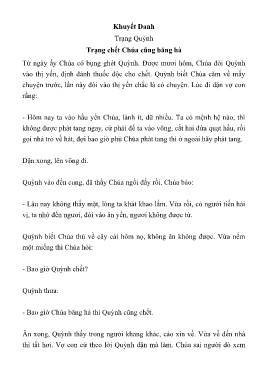 Khuyết Danh
Trạng Quỳnh
Trạng chết Chúa cũng băng hà
Từ ngày ấy Chúa có bụng ghét Quỳnh. Được mươi hôm, Chúa đòi Quỳnh
vào thị yến, định đánh thuốc độc cho chết. Quỳnh biết Chúa căm về mấy
chuyện trước, lần này đòi vào thị yến chắc là có chuyện. Lúc đi dặn vợ con
rằng:
- Hôm nay ta vào hầu yến Chúa, lành ít, dữ nhiều. Ta có mệnh hệ nào, thì
không được phát tang ngay, cứ phải để ta vào võng, cắt hai đứa quạt hầu, rồi
gọi nhà trò về hát, đợi bao giờ phủ Chúa phát tang thì ở ngoài hãy phát tang.
Dặn xong, lên võng đi.
Quỳnh vào đến cung, đã thấy Chúa ngồi đấy rồi. Chúa bảo:
- Lâu nay không thấy mặt, lòng ta khát khao lắm. Vừa rồi, có người tiến hải
vị, ta nhớ đến ngươi, đòi vào ăn yến, ngươi không được từ.
Quỳnh biết Chúa thù về cây cải hôm nọ, không ăn không được. Vừa nếm
một miếng thì Chúa hỏi:
- Bao giờ Quỳnh chết?
Quỳnh thưa:
- Bao giờ Chúa băng hà thì Quỳnh cũng chết.
Ăn xong, Quỳnh thấy trong người khang khác, cáo xin về. Vừa về đến nhà
thì tắt hơi. Vợ con cứ theo lời Quỳnh dặn mà làm. Chúa sai người dò xem